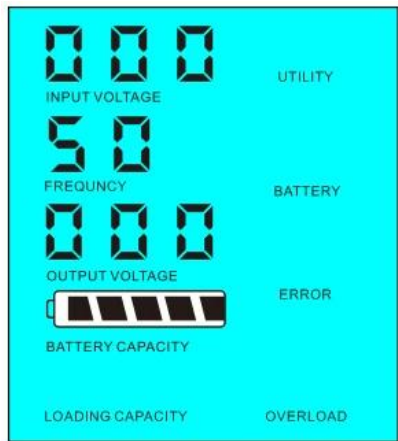 000
UTILITY
INPUT VOLTAGE
50
FREQUNCY
BATTERY
000
OUTPUT VOLTAGE
ERROR
BATTERY CAPACITY
LOADING CAPACITY
OVERLOAD